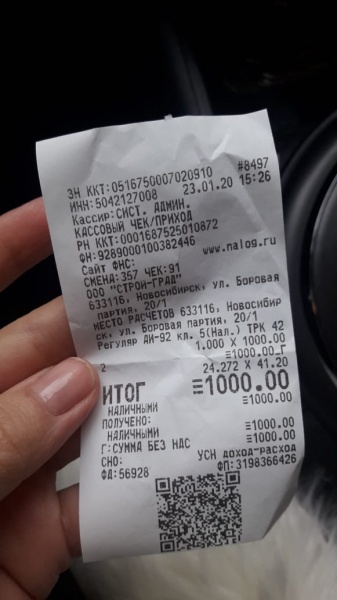 ЗН ККТ:0516750007020910 #8497
ИНН:5042127008 23.01.20 15:26
Кассир:СИСТ. АДМИН.
КАССОВЫЙ ЧЕК/ПРИХОД
РН ККТ:0001687525010872
ФН:9289000100382446
Сайт ФНС: www.nalog.ru
СМЕНА:357 ЧЕК:91
ООО "СТРОЙ-ГРАД"
633116, Новосибирск, ул. Боровая
партия, 20/1
МЕСТО РАСЧЕТОВ 633116, Новосибир
ск, ул. Боровая партия, 20/1
Регуляр АИ-92 кл. 5(Нал.) ТРК 42
1.000 X 1000.00
≡1000.00_Г
2 24.272 X 41.20
ИТОГ ≡1000.00
НАЛИЧНЫМИ ≡1000.00
ПОЛУЧЕНО:
НАЛИЧНЫМИ ≡1000.00
Г:СУММА БЕЗ НДС ≡1000.00
СНО: УСН доход-расход
ФД:56928 ФП:3198366426